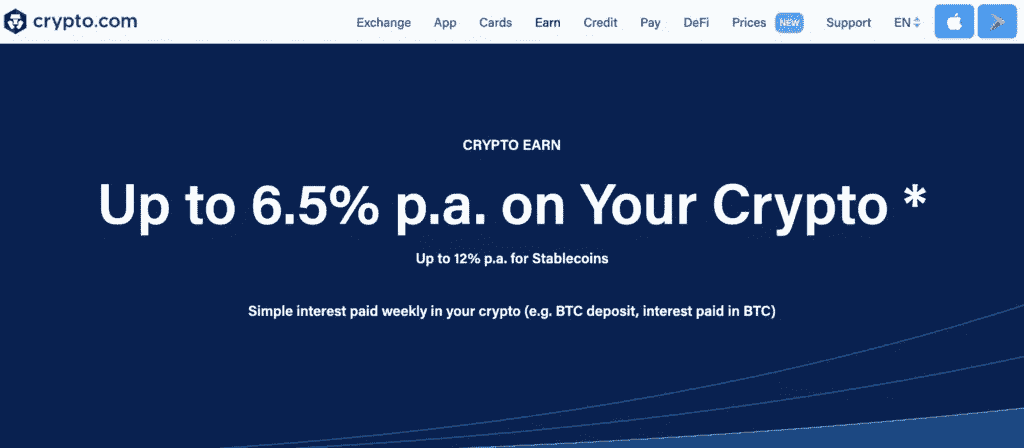 crypto.com Exchange App Cards Earn Credit Pay DeFi Prices New Support EN
CRYPTO EARN
Up to 6.5% p.a. on Your Crypto *
Up to 12% p.a. for Stablecoins
Simple interest paid weekly in your crypto (e.g. BTC deposit, interest paid in BTC)